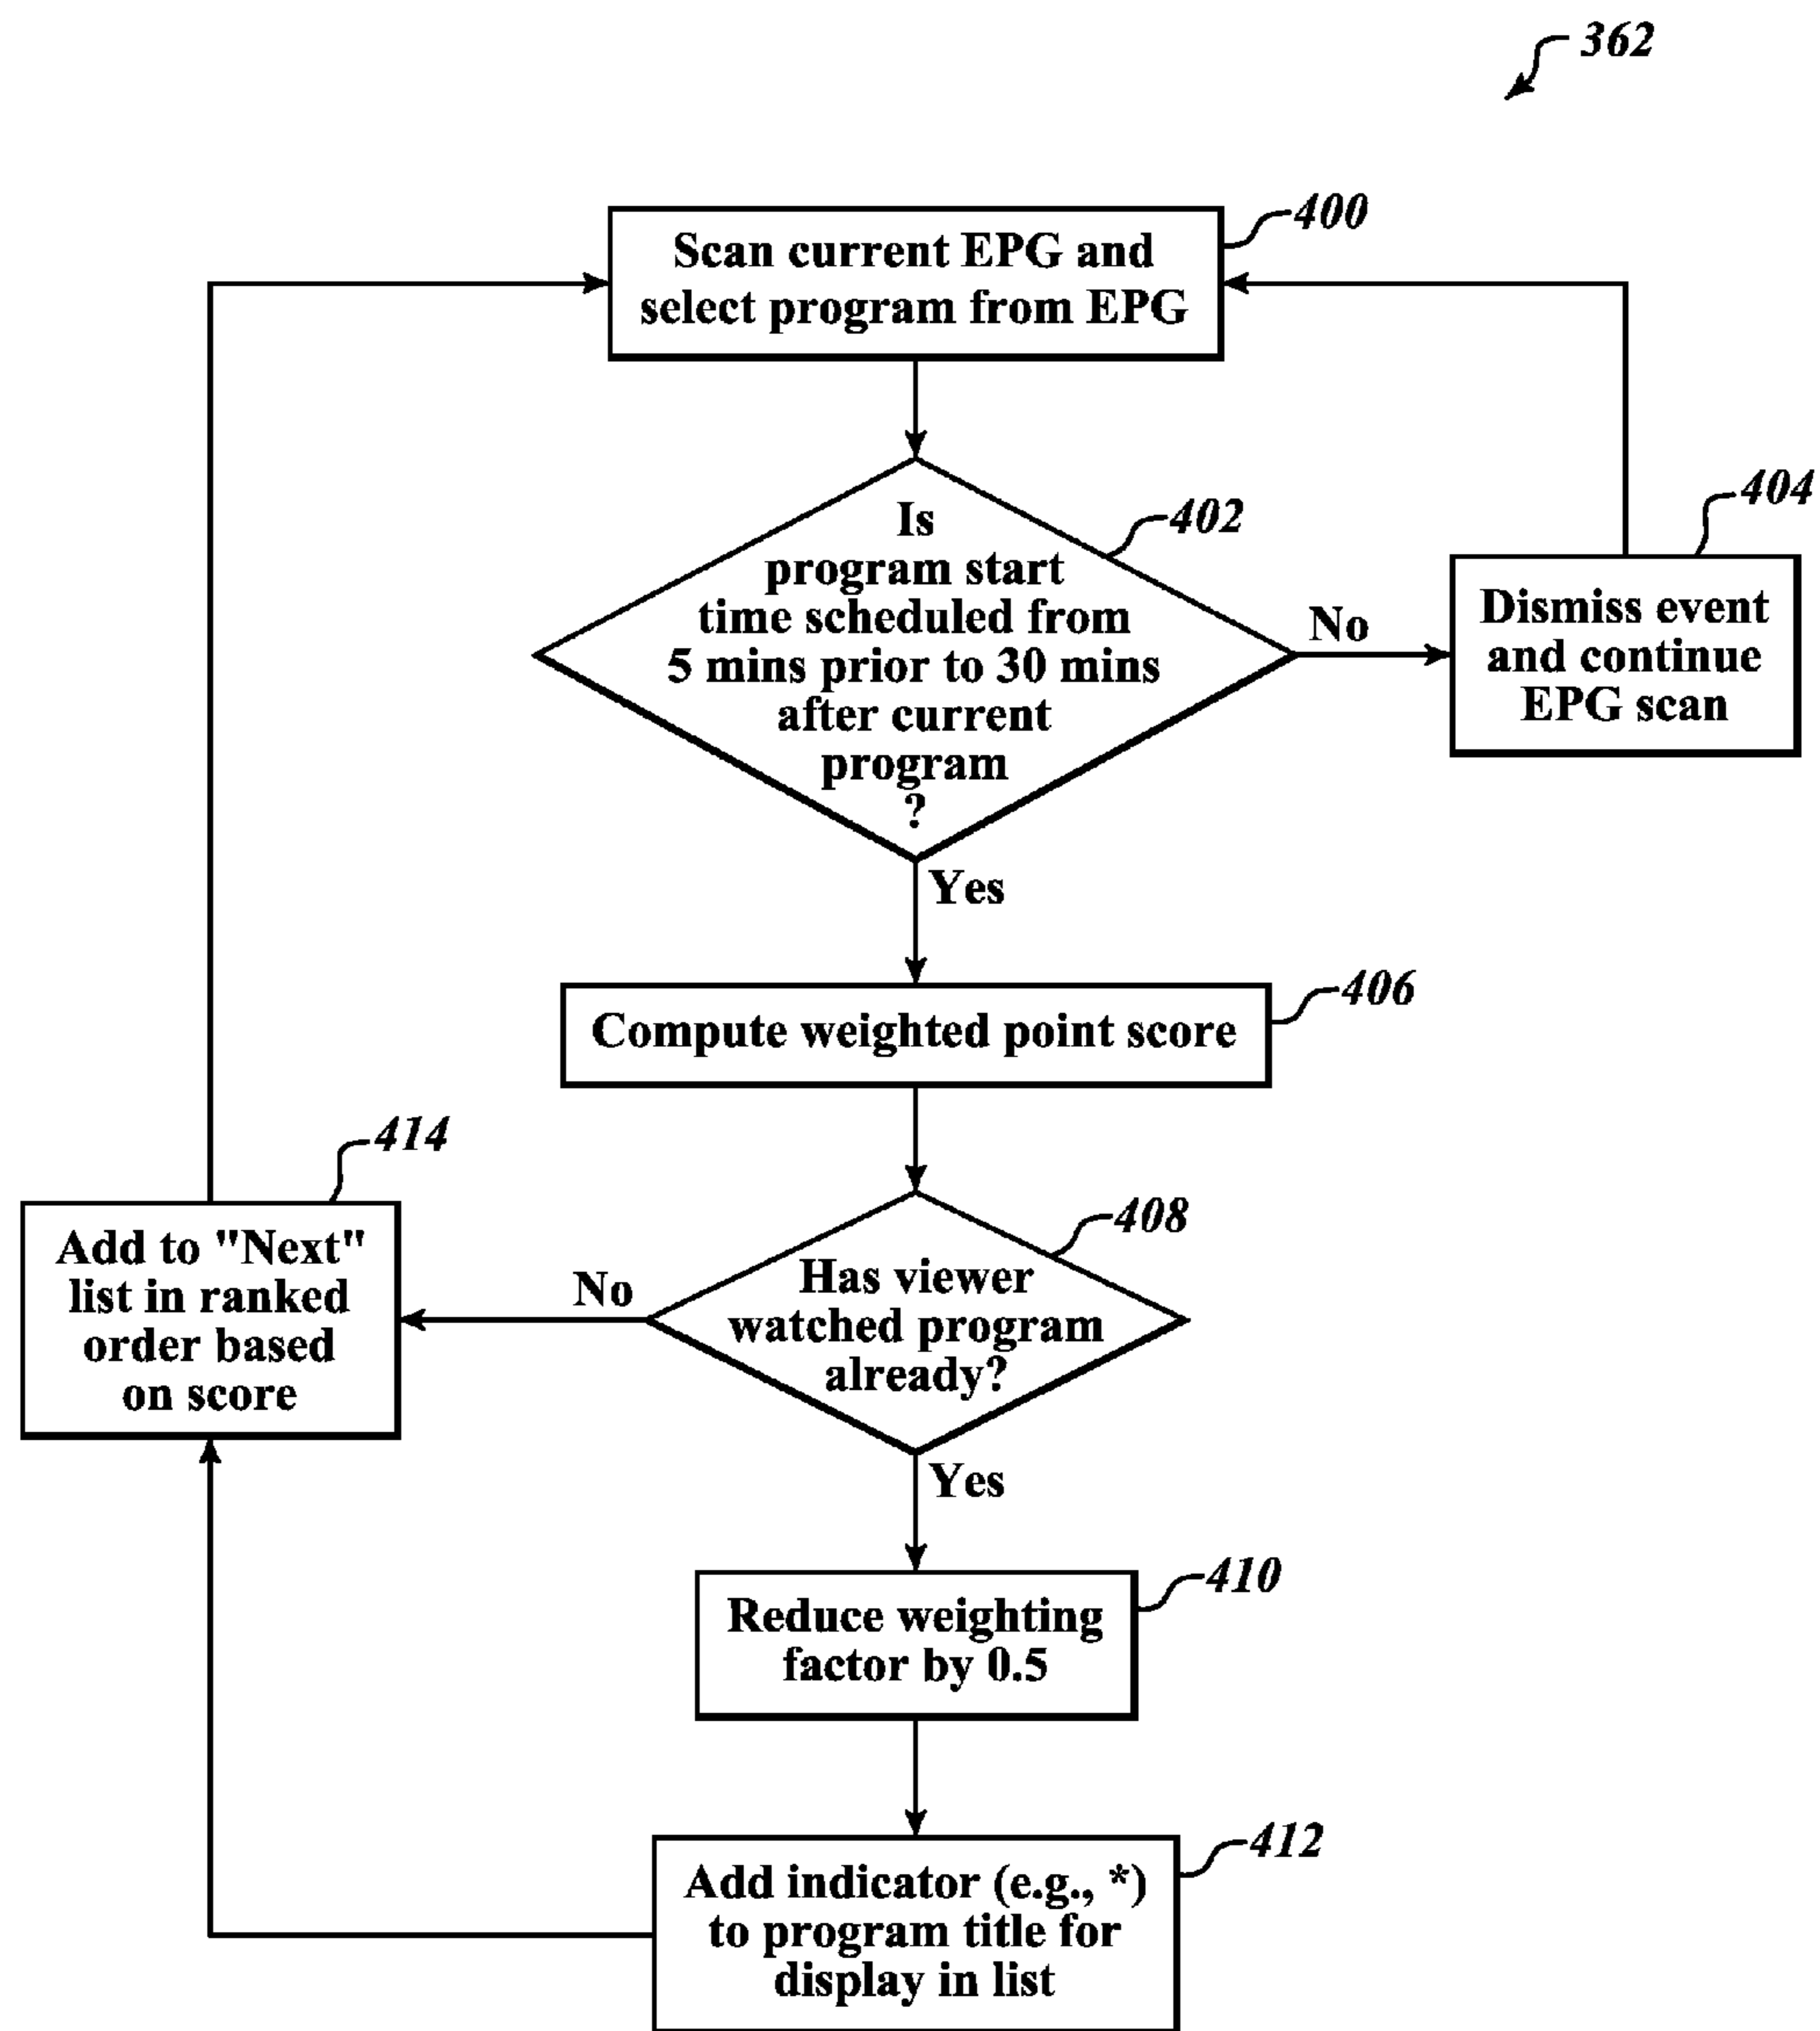 362
400
Scan current EPG and
select program from EPG
402
Is
program start
time scheduled from
5 mins prior to 30 mins
after current
program
?
No
404
Dismiss event
and continue
EPG scan
Yes
406
Compute weighted point score
408
Has viewer
watched program
already?
No
414
Add to "Next"
list in ranked
order based
on score
Yes
410
Reduce weighting
factor by 0.5
412
Add indicator (e.g., *)
to program title for
display in list